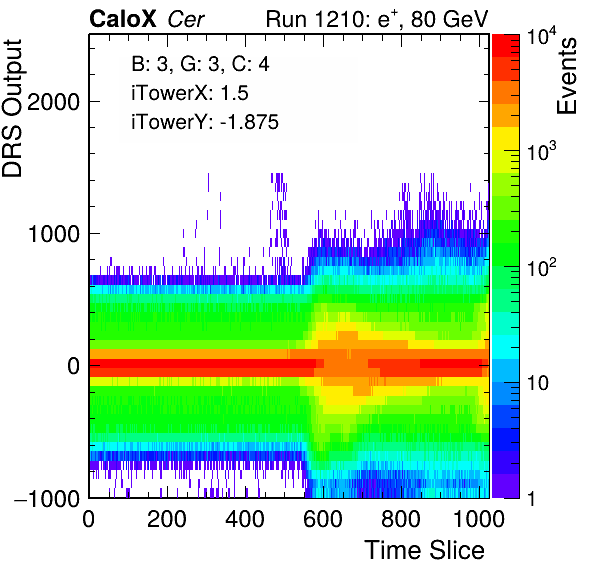 CaloX Cer
Run 1210: e+, 80 GeV
B: 3, G: 3, C: 4
iTowerX: 1.5
iTowerY: -1.875
DRS Output
2000
1000
0
−1000
0 200 400 600 800 1000
Time Slice
Events
10^4
10^3
10^2
10
1